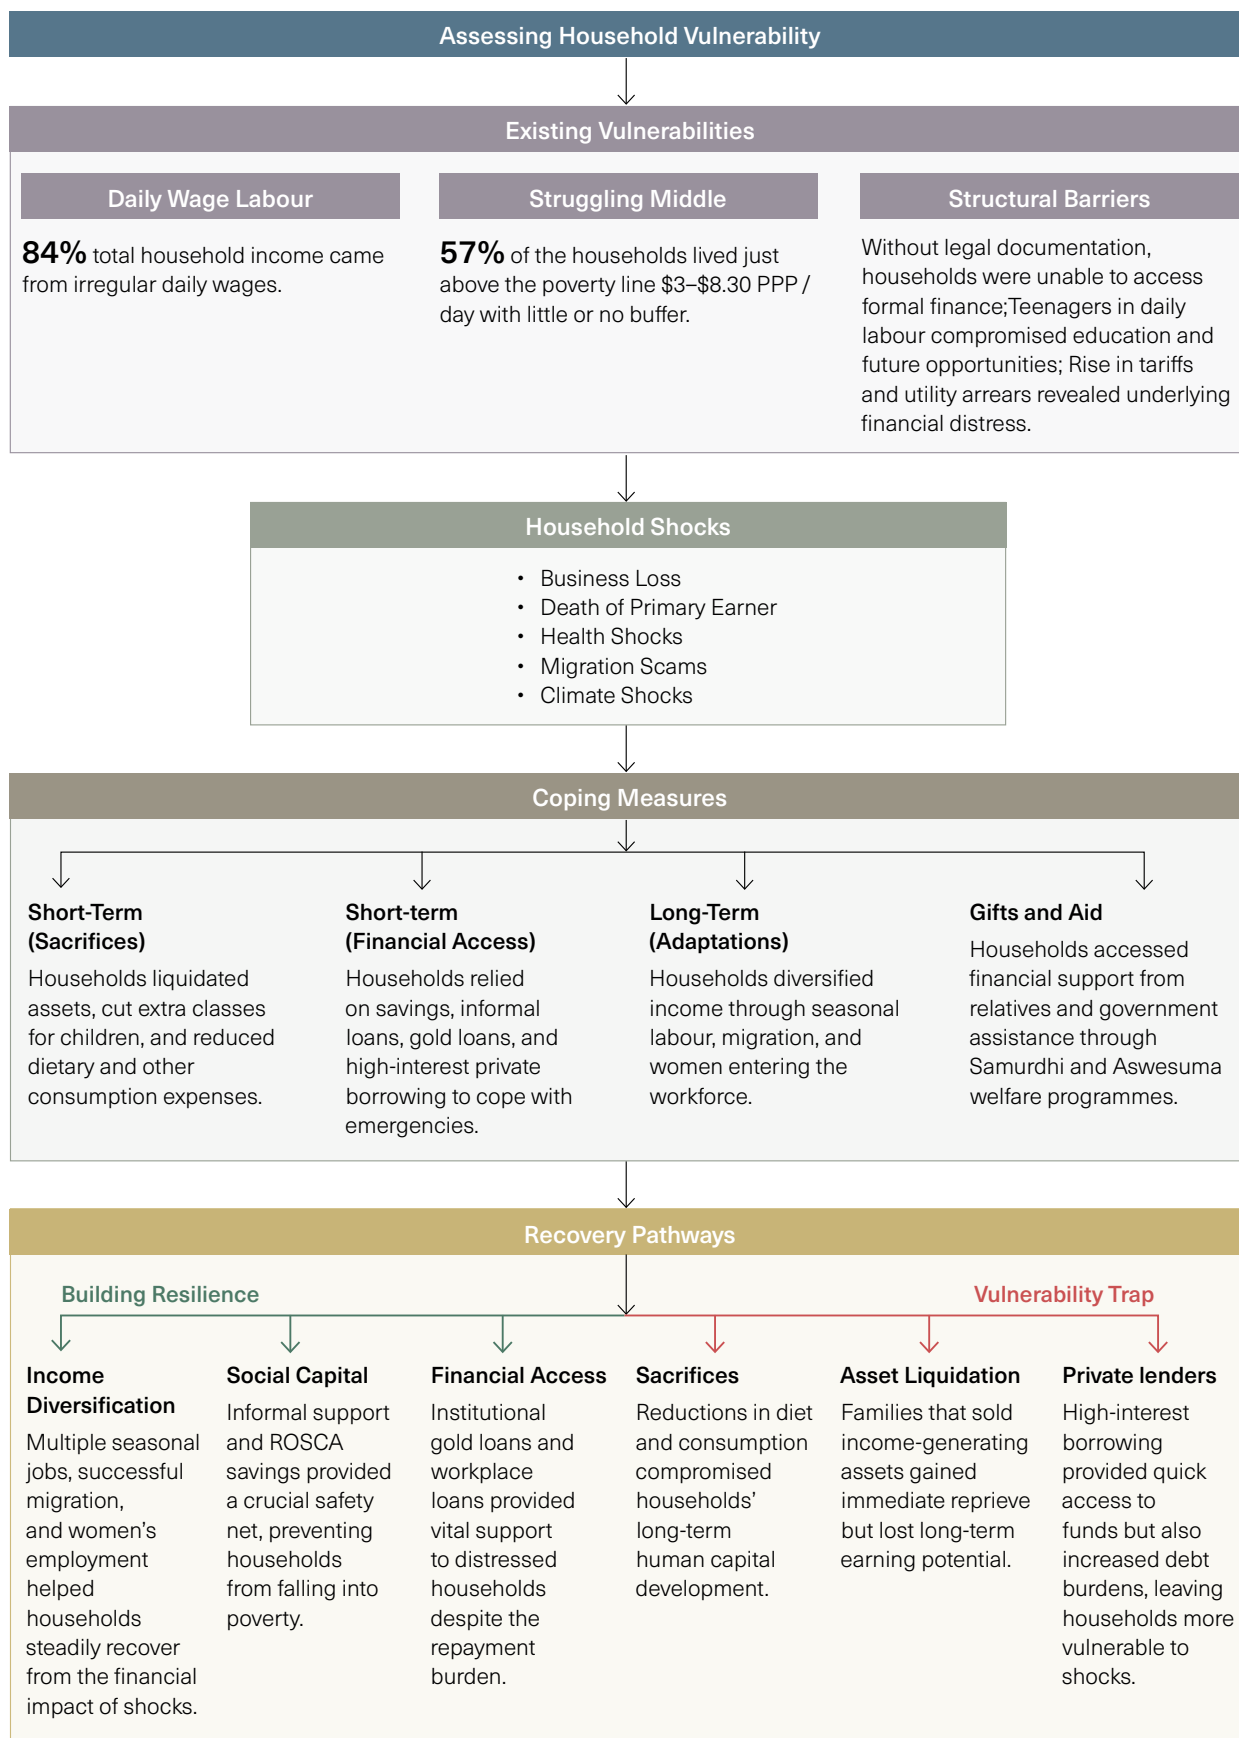 Assessing Household Vulnerability
Existing Vulnerabilities
Daily Wage Labour
84% total household income came
from irregular daily wages.
Struggling Middle
57% of the households lived just
above the poverty line $3–$8.30 PPP /
day with little or no buffer.
Structural Barriers
Without legal documentation,
households were unable to access
formal finance;Teenagers in daily
labour compromised education and
future opportunities; Rise in tariffs
and utility arrears revealed underlying
financial distress.
Household Shocks
• Business Loss
• Death of Primary Earner
• Health Shocks
• Migration Scams
• Climate Shocks
Coping Measures
Short-Term
(Sacrifices)
Households liquidated
assets, cut extra classes
for children, and reduced
dietary and other
consumption expenses.
Short-term
(Financial Access)
Households relied
on savings, informal
loans, gold loans, and
high-interest private
borrowing to cope with
emergencies.
Long-Term
(Adaptations)
Households diversified
income through seasonal
labour, migration, and
women entering the
workforce.
Gifts and Aid
Households accessed
financial support from
relatives and government
assistance through
Samurdhi and Aswesuma
welfare programmes.
Recovery Pathways
Building Resilience
Vulnerability Trap
Income
Diversification
Multiple seasonal
jobs, successful
migration,
and women's
employment
helped
households
steadily recover
from the financial
impact of shocks.
Social Capital
Informal support
and ROSCA
savings provided
a crucial safety
net, preventing
households
from falling into
poverty.
Financial Access
Institutional
gold loans and
workplace
loans provided
vital support
to distressed
households
despite the
repayment
burden.
Sacrifices
Reductions in diet
and consumption
compromised
households'
long-term
human capital
development.
Asset Liquidation
Families that sold
income-generating
assets gained
immediate reprieve
but lost long-term
earning potential.
Private lenders
High-interest
borrowing
provided quick
access to
funds but also
increased debt
burdens, leaving
households more
vulnerable to
shocks.